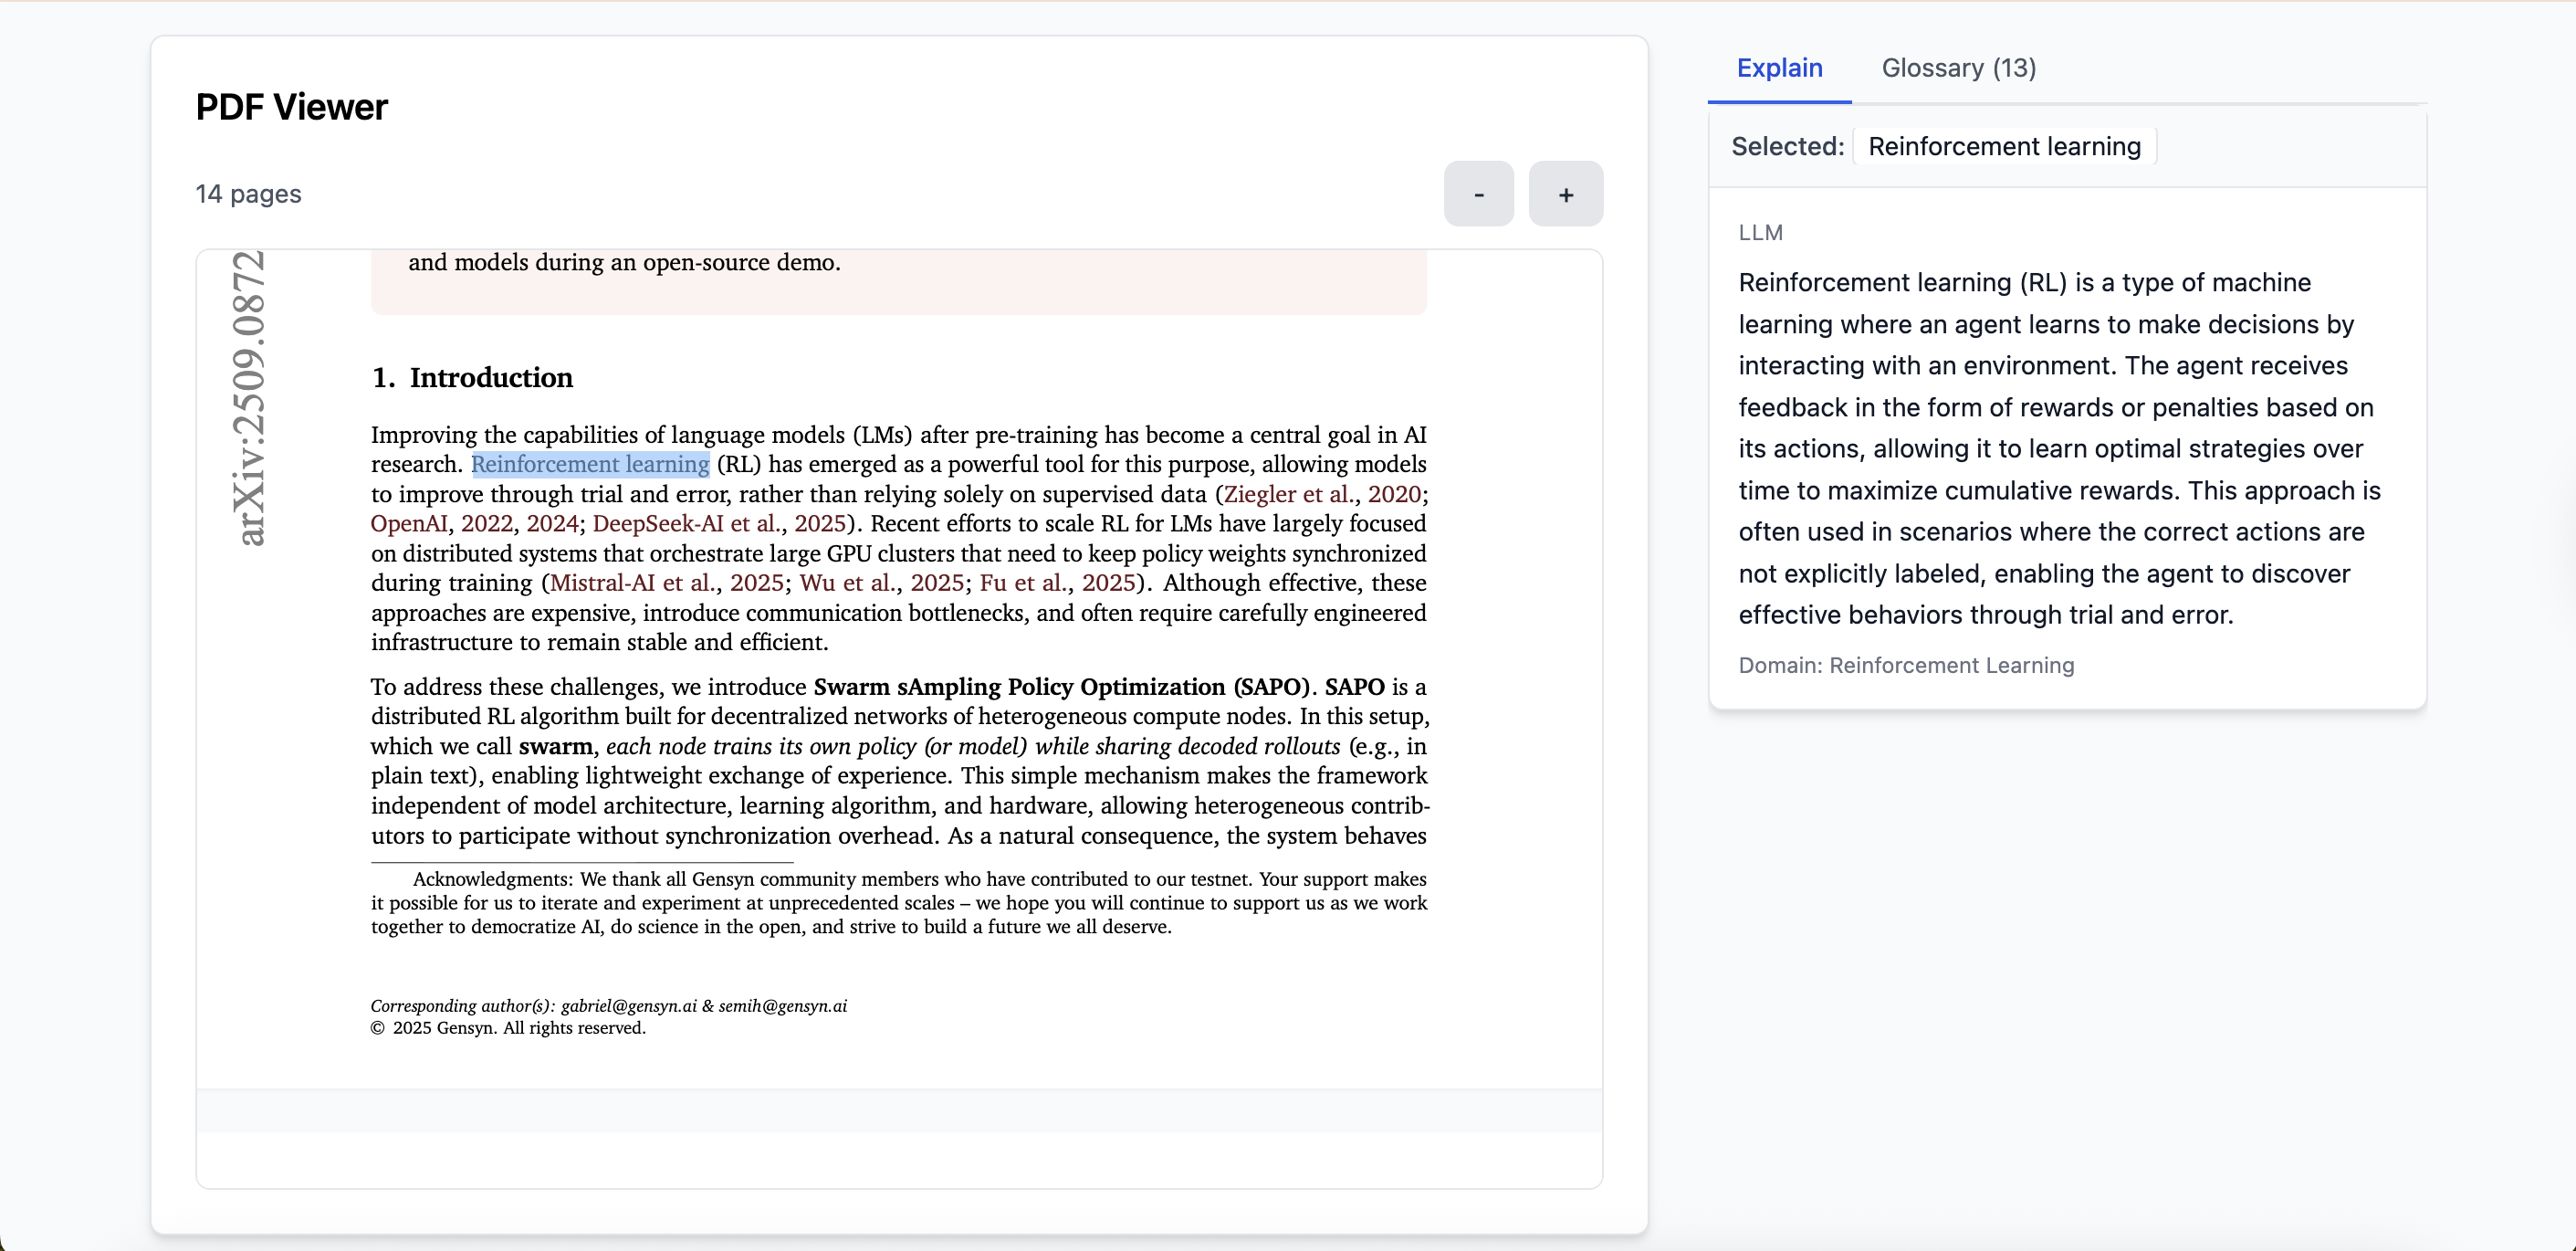 PDF Viewer
14 pages
-
+
arXiv:2509.0872
and models during an open-source demo.
1. Introduction
Improving the capabilities of language models (LMs) after pre-training has become a central goal in AI
research. Reinforcement learning (RL) has emerged as a powerful tool for this purpose, allowing models
to improve through trial and error, rather than relying solely on supervised data (Ziegler et al., 2020;
OpenAI, 2022, 2024; DeepSeek-AI et al., 2025). Recent efforts to scale RL for LMs have largely focused
on distributed systems that orchestrate large GPU clusters that need to keep policy weights synchronized
during training (Mistral-AI et al., 2025; Wu et al., 2025; Fu et al., 2025). Although effective, these
approaches are expensive, introduce communication bottlenecks, and often require carefully engineered
infrastructure to remain stable and efficient.
To address these challenges, we introduce Swarm sAmpling Policy Optimization (SAPO). SAPO is a
distributed RL algorithm built for decentralized networks of heterogeneous compute nodes. In this setup,
which we call swarm, each node trains its own policy (or model) while sharing decoded rollouts (e.g., in
plain text), enabling lightweight exchange of experience. This simple mechanism makes the framework
independent of model architecture, learning algorithm, and hardware, allowing heterogeneous contrib-
utors to participate without synchronization overhead. As a natural consequence, the system behaves
Acknowledgments: We thank all Gensyn community members who have contributed to our testnet. Your support makes
it possible for us to iterate and experiment at unprecedented scales – we hope you will continue to support us as we work
together to democratize AI, do science in the open, and strive to build a future we all deserve.
Corresponding author(s): gabriel@gensyn.ai & semih@gensyn.ai
© 2025 Gensyn. All rights reserved.
Explain
Glossary (13)
Selected: Reinforcement learning
LLM
Reinforcement learning (RL) is a type of machine
learning where an agent learns to make decisions by
interacting with an environment. The agent receives
feedback in the form of rewards or penalties based on
its actions, allowing it to learn optimal strategies over
time to maximize cumulative rewards. This approach is
often used in scenarios where the correct actions are
not explicitly labeled, enabling the agent to discover
effective behaviors through trial and error.
Domain: Reinforcement Learning